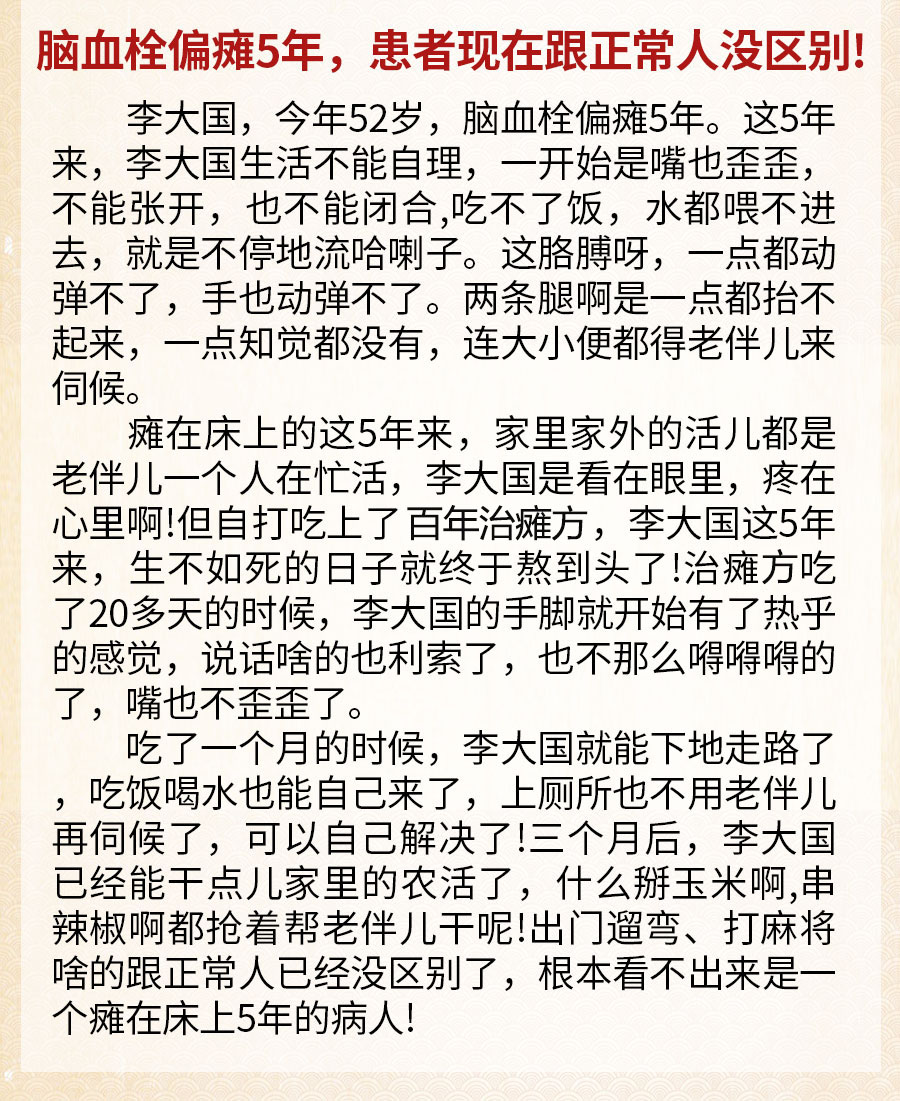 脑血栓偏瘫5年，患者现在跟正常人没区别!
李大国，今年52岁，脑血栓偏瘫5年。这5年
来，李大国生活不能自理，一开始是嘴也歪歪，
不能张开，也不能闭合,吃不了饭，水都喂不进
去，就是不停地流哈喇子。这胳膊呀，一点都动
弹不了，手也动弹不了。两条腿啊是一点都抬不
起来，一点知觉都没有，连大小便都得老伴儿来
伺候。
瘫在床上的这5年来，家里家外的活儿都是
老伴儿一个人在忙活，李大国是看在眼里，疼在
心里啊!但自打吃上了百年治瘫方，李大国这5年
来，生不如死的日子就终于熬到头了!治瘫方吃
了20多天的时候，李大国的手脚就开始有了热乎
的感觉，说话啥的也利索了，也不那么嘚嘚嘚的
了，嘴也不歪歪了。
吃了一个月的时候，李大国就能下地走路了
，吃饭喝水也能自己来了，上厕所也不用老伴儿
再伺候了，可以自己解决了!三个月后，李大国
已经能干点儿家里的农活了，什么掰玉米啊,串
辣椒啊都抢着帮老伴儿干呢!出门遛弯、打麻将
啥的跟正常人已经没区别了，根本看不出来是一
个瘫在床上5年的病人!